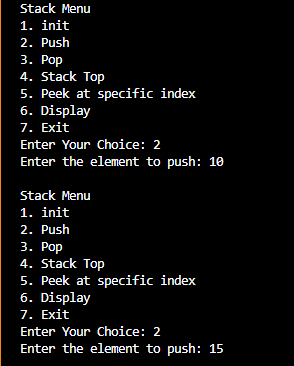 Stack Menu
1. init
2. Push
3. Pop
4. Stack Top
5. Peek at specific index
6. Display
7. Exit
Enter Your Choice: 2
Enter the element to push: 10
Stack Menu
1. init
2. Push
3. Pop
4. Stack Top
5. Peek at specific index
6. Display
7. Exit
Enter Your Choice: 2
Enter the element to push: 15